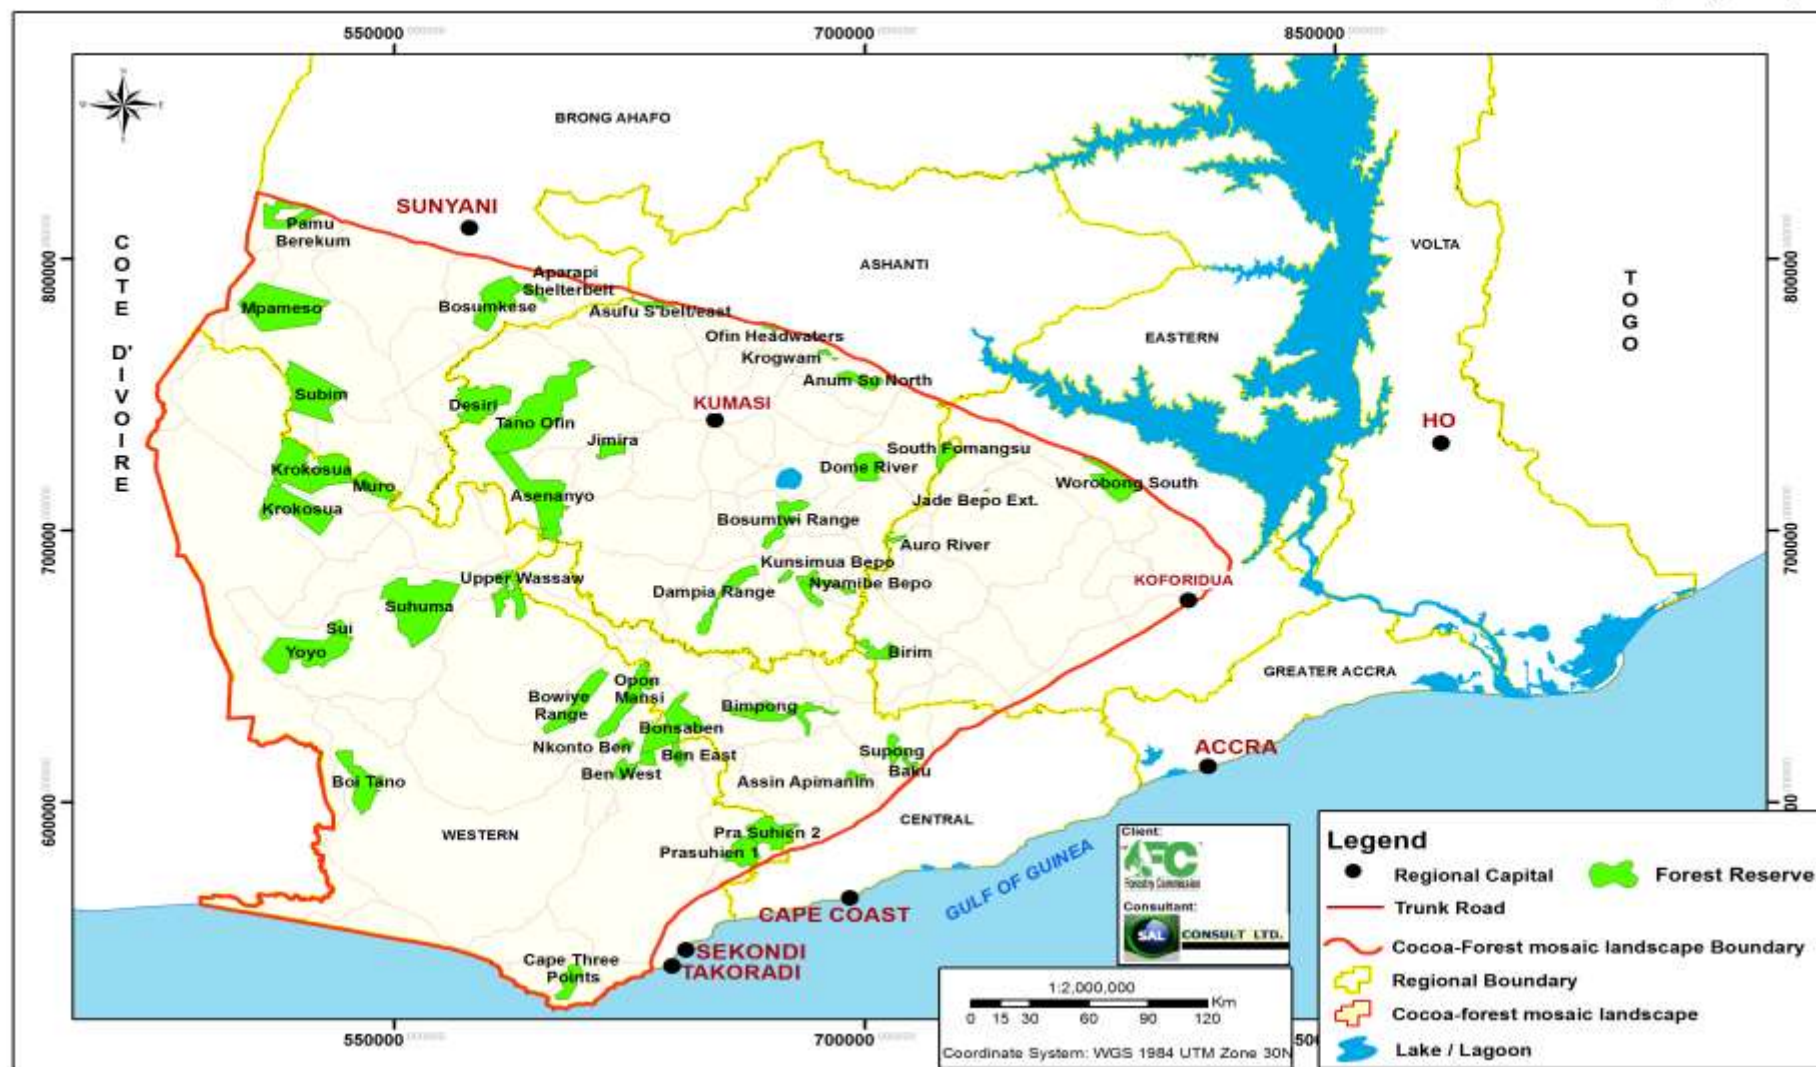 550000
700000
850000
BRONG AHAFO
SUNYANI
Pamu
Berekum
COTE
D'IVOIRE
ASHANTI
VOLTA
TOGO
800000
800000
Aparapi
Shelterbelt
Mpameso
Bosumkese
Asufu S'belt/east
Ofin Headwaters
EASTERN
Krogwam
Anum Su North
Subim
Desiri
KUMASI
Tano Ofin
HO
Jimira
South Fomangsu
Krokosua
Dome River
Muro
Worobong South
Asenanyo
Jade Bepo Ext.
Krokosua
Bosumtwi Range
700000
700000
Auro River
Kunsimua Bepo
Upper Wassaw
Nyamibe Bepo
KOFORIDUA
Dampia Range
Suhuma
Sui
Yoyo
Birim
GREATER ACCRA
Opon
Mansi
Bowiye
Range
Bimpong
Bonsaben
Nkonto Ben
Ben East
Supong
ACCRA
Ben West
Baku
Boi Tano
Assin Apimanim
600000
WESTERN
CENTRAL
Pra Suhien 2
Prasuhien 1
GULF OF GUINEA
CAPE COAST
SEKONDI
TAKORADI
Cape Three
Points
Client:
FC
Forestry Commission
Consultant:
SAL
CONSULT LTD.
1:2,000,000
Km
0 15 30 60 90 120
Coordinate System: WGS 1984 UTM Zone 30N
Legend
Regional Capital
Forest Reserve
Trunk Road
Cocoa-Forest mosaic landscape Boundary
Regional Boundary
Cocoa-forest mosaic landscape
Lake / Lagoon
550000
700000